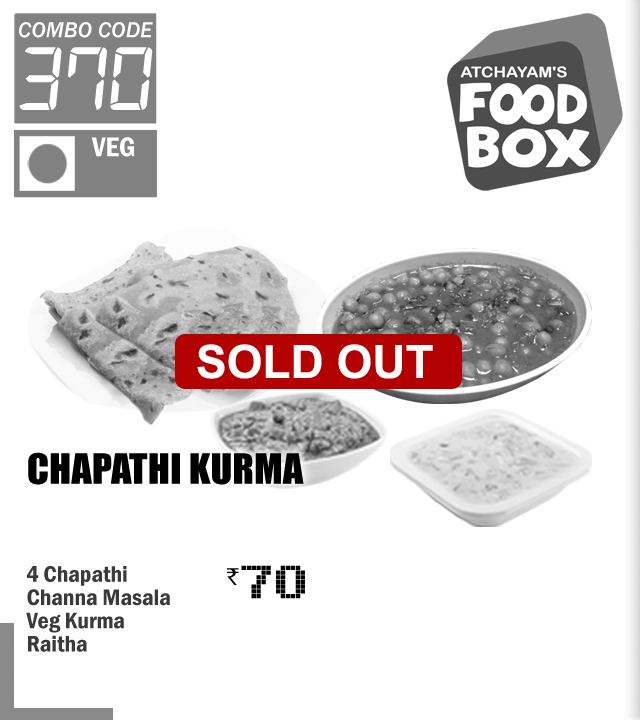 COMBO CODE
370
VEG
ATCHAYAM'S
FOOD
BOX
SOLD OUT
CHAPATHI KURMA
4 Chapathi
Channa Masala
Veg Kurma
Raitha
₹70